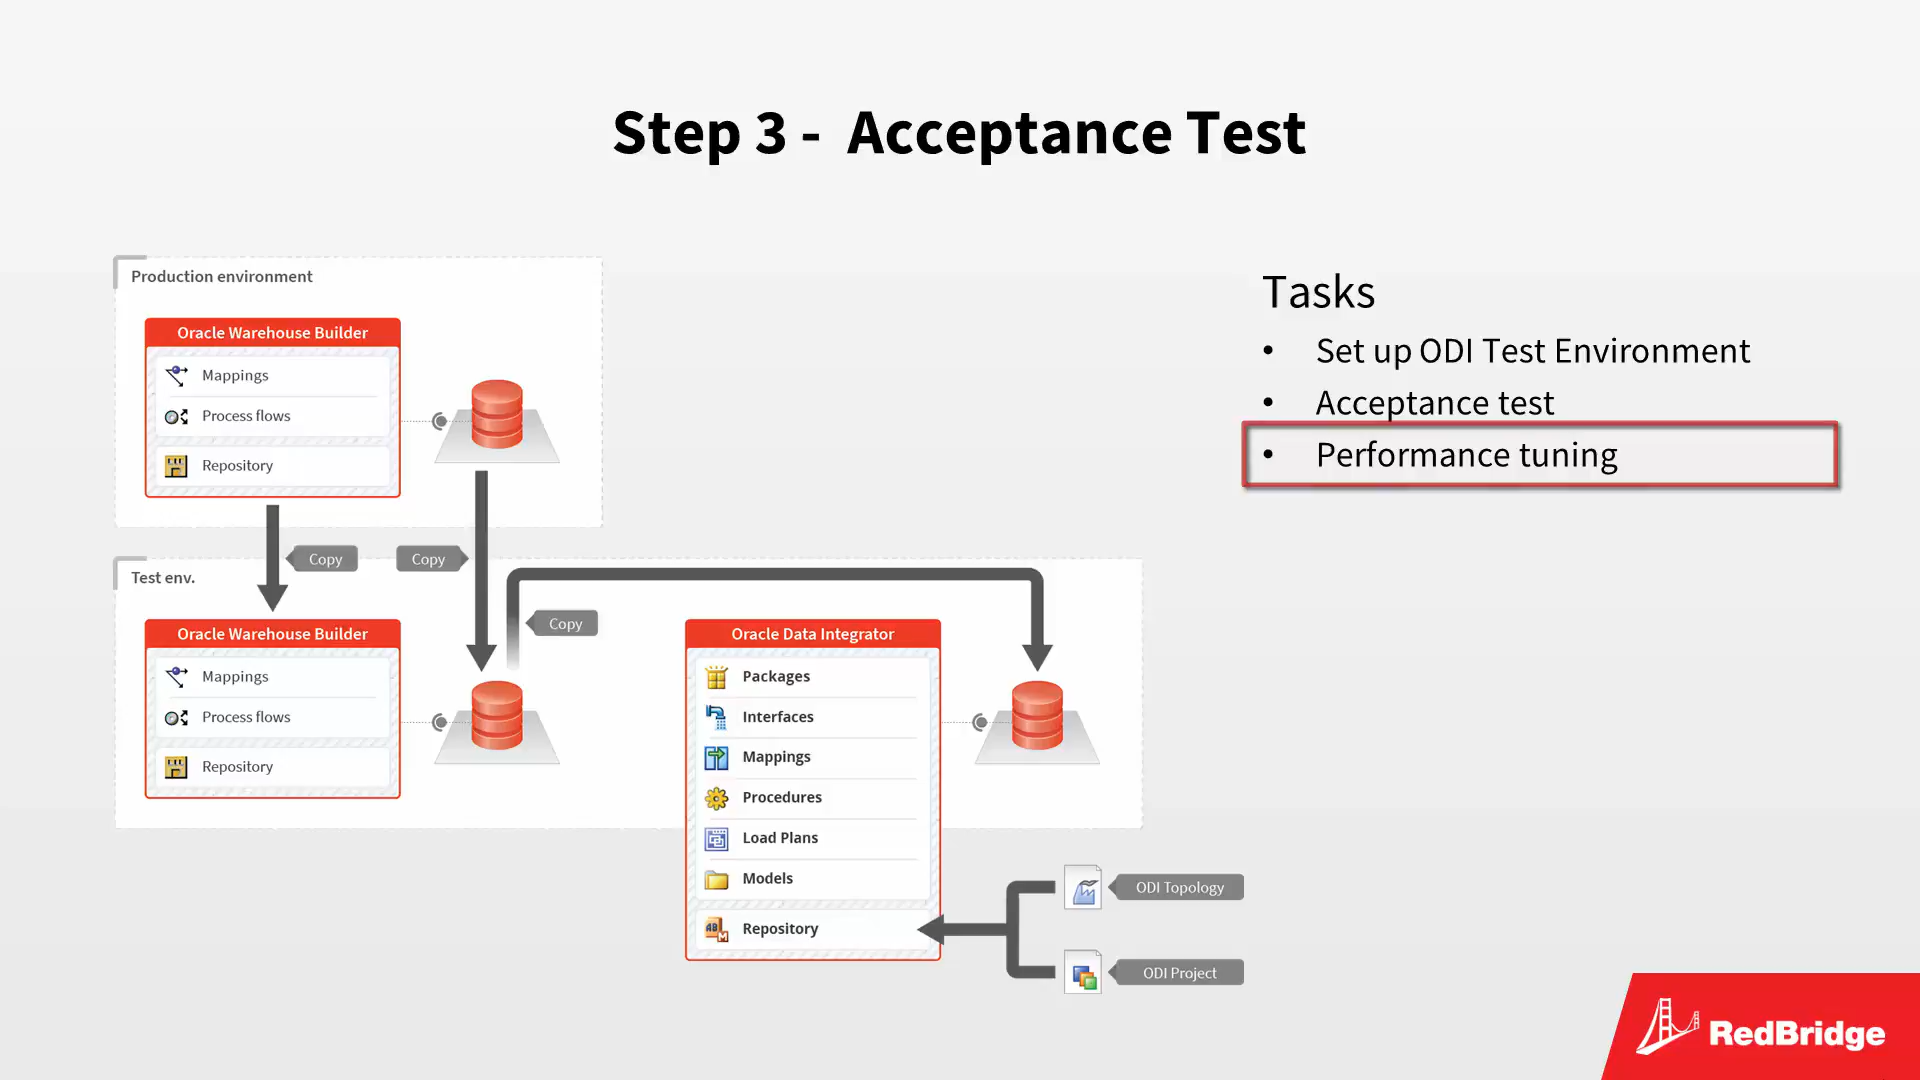 Step 3 -  Acceptance Test
Production environment
Oracle Warehouse Builder
Mappings
Process flows
Repository
Copy
Copy
Test env.
Oracle Warehouse Builder
Mappings
Process flows
Repository
Copy
Oracle Data Integrator
Packages
Interfaces
Mappings
Procedures
Load Plans
Models
Repository
ODI Topology
ODI Project
Tasks
• Set up ODI Test Environment
• Acceptance test
• Performance tuning
RedBridge